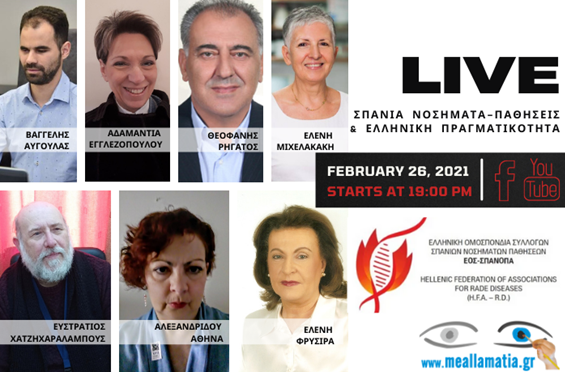 LIVE
ΣΠΑΝΙΑ ΝΟΣΗΜΑΤΑ–ΠΑΘΗΣΕΙΣ
& ΕΛΛΗΝΙΚΗ ΠΡΑΓΜΑΤΙΚΟΤΗΤΑ
ΒΑΓΓΕΛΗΣ
ΑΥΓΟΥΛΑΣ
ΑΔΑΜΑΝΤΙΑ
ΕΓΓΛΕΖΟΠΟΥΛΟΥ
ΘΕΟΦΑΝΗΣ
ΡΗΓΑΤΟΣ
ΕΛΕΝΗ
ΜΙΧΕΛΑΚΑΚΗ
FEBRUARY 26, 2021
STARTS AT 19:00 PM
f
You
Tube
ΕΥΣΤΡΑΤΙΟΣ
ΧΑΤΖΗΧΑΡΑΛΑΜΠΟΥΣ
ΑΛΕΞΑΝΔΡΙΔΟΥ
ΑΘΗΝΑ
ΕΛΕΝΗ
ΦΡΥΣΙΡΑ
ΕΛΛΗΝΙΚΗ ΟΜΟΣΠΟΝΔΙΑ ΣΥΛΛΟΓΩΝ
ΣΠΑΝΙΩΝ ΝΟΣΗΜΑΤΩΝ ΠΑΘΗΣΕΩΝ
ΕΟΣ-ΣΠΑΝΟΠΑ
HELLENIC FEDERATION OF ASSOCIATIONS
FOR RADE DISEASES
(H.F.A. – R.D.)
www.meallamatia.gr